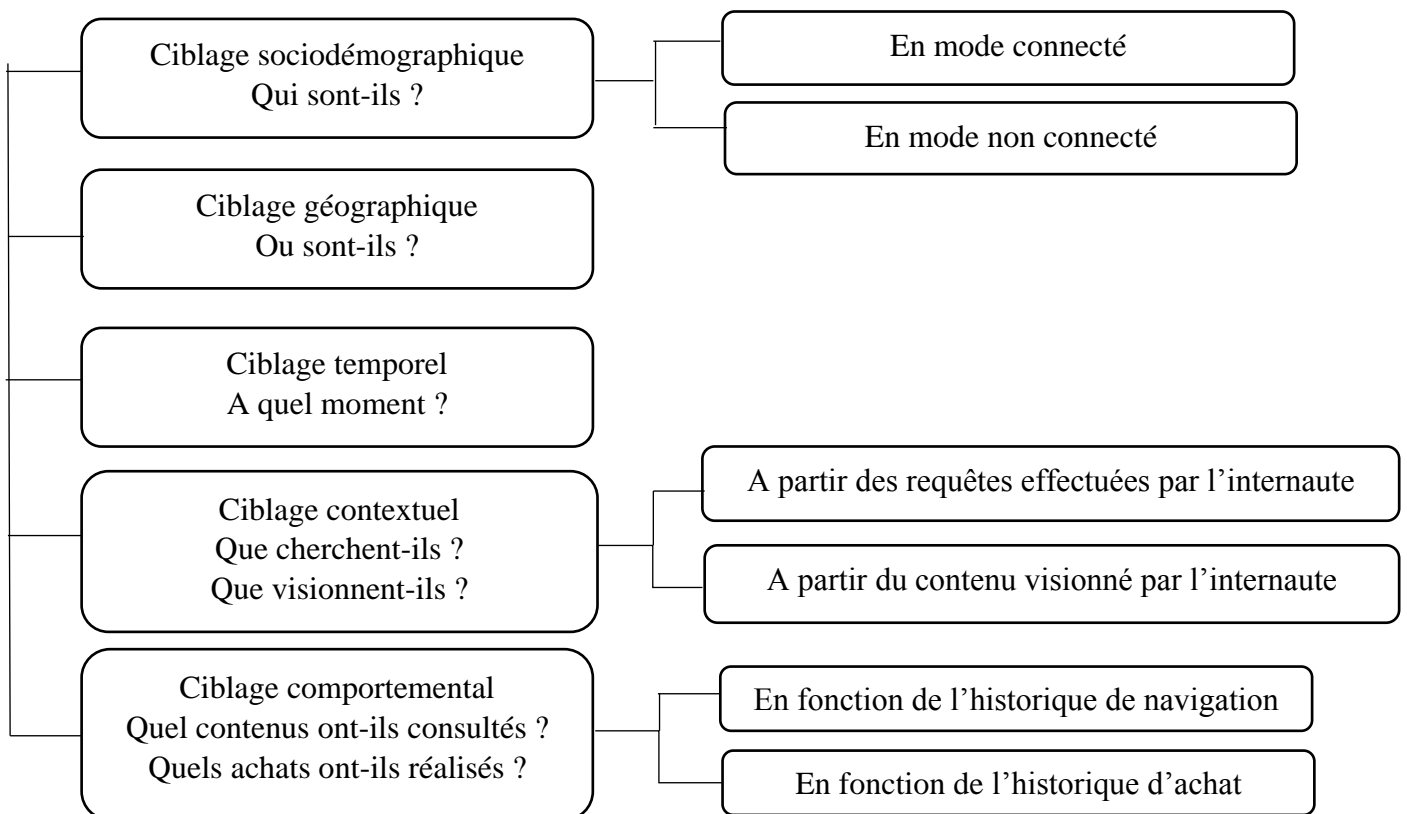 Ciblage sociodémographique
Qui sont-ils ?
En mode connecté
En mode non connecté
Ciblage géographique
Ou sont-ils ?
Ciblage temporel
A quel moment ?
Ciblage contextuel
Que cherchent-ils ?
Que visionnent-ils ?
A partir des requêtes effectuées par l’internaute
A partir du contenu visionné par l’internaute
Ciblage comportemental
Quel contenus ont-ils consultés ?
Quels achats ont-ils réalisés ?
En fonction de l’historique de navigation
En fonction de l’historique d’achat